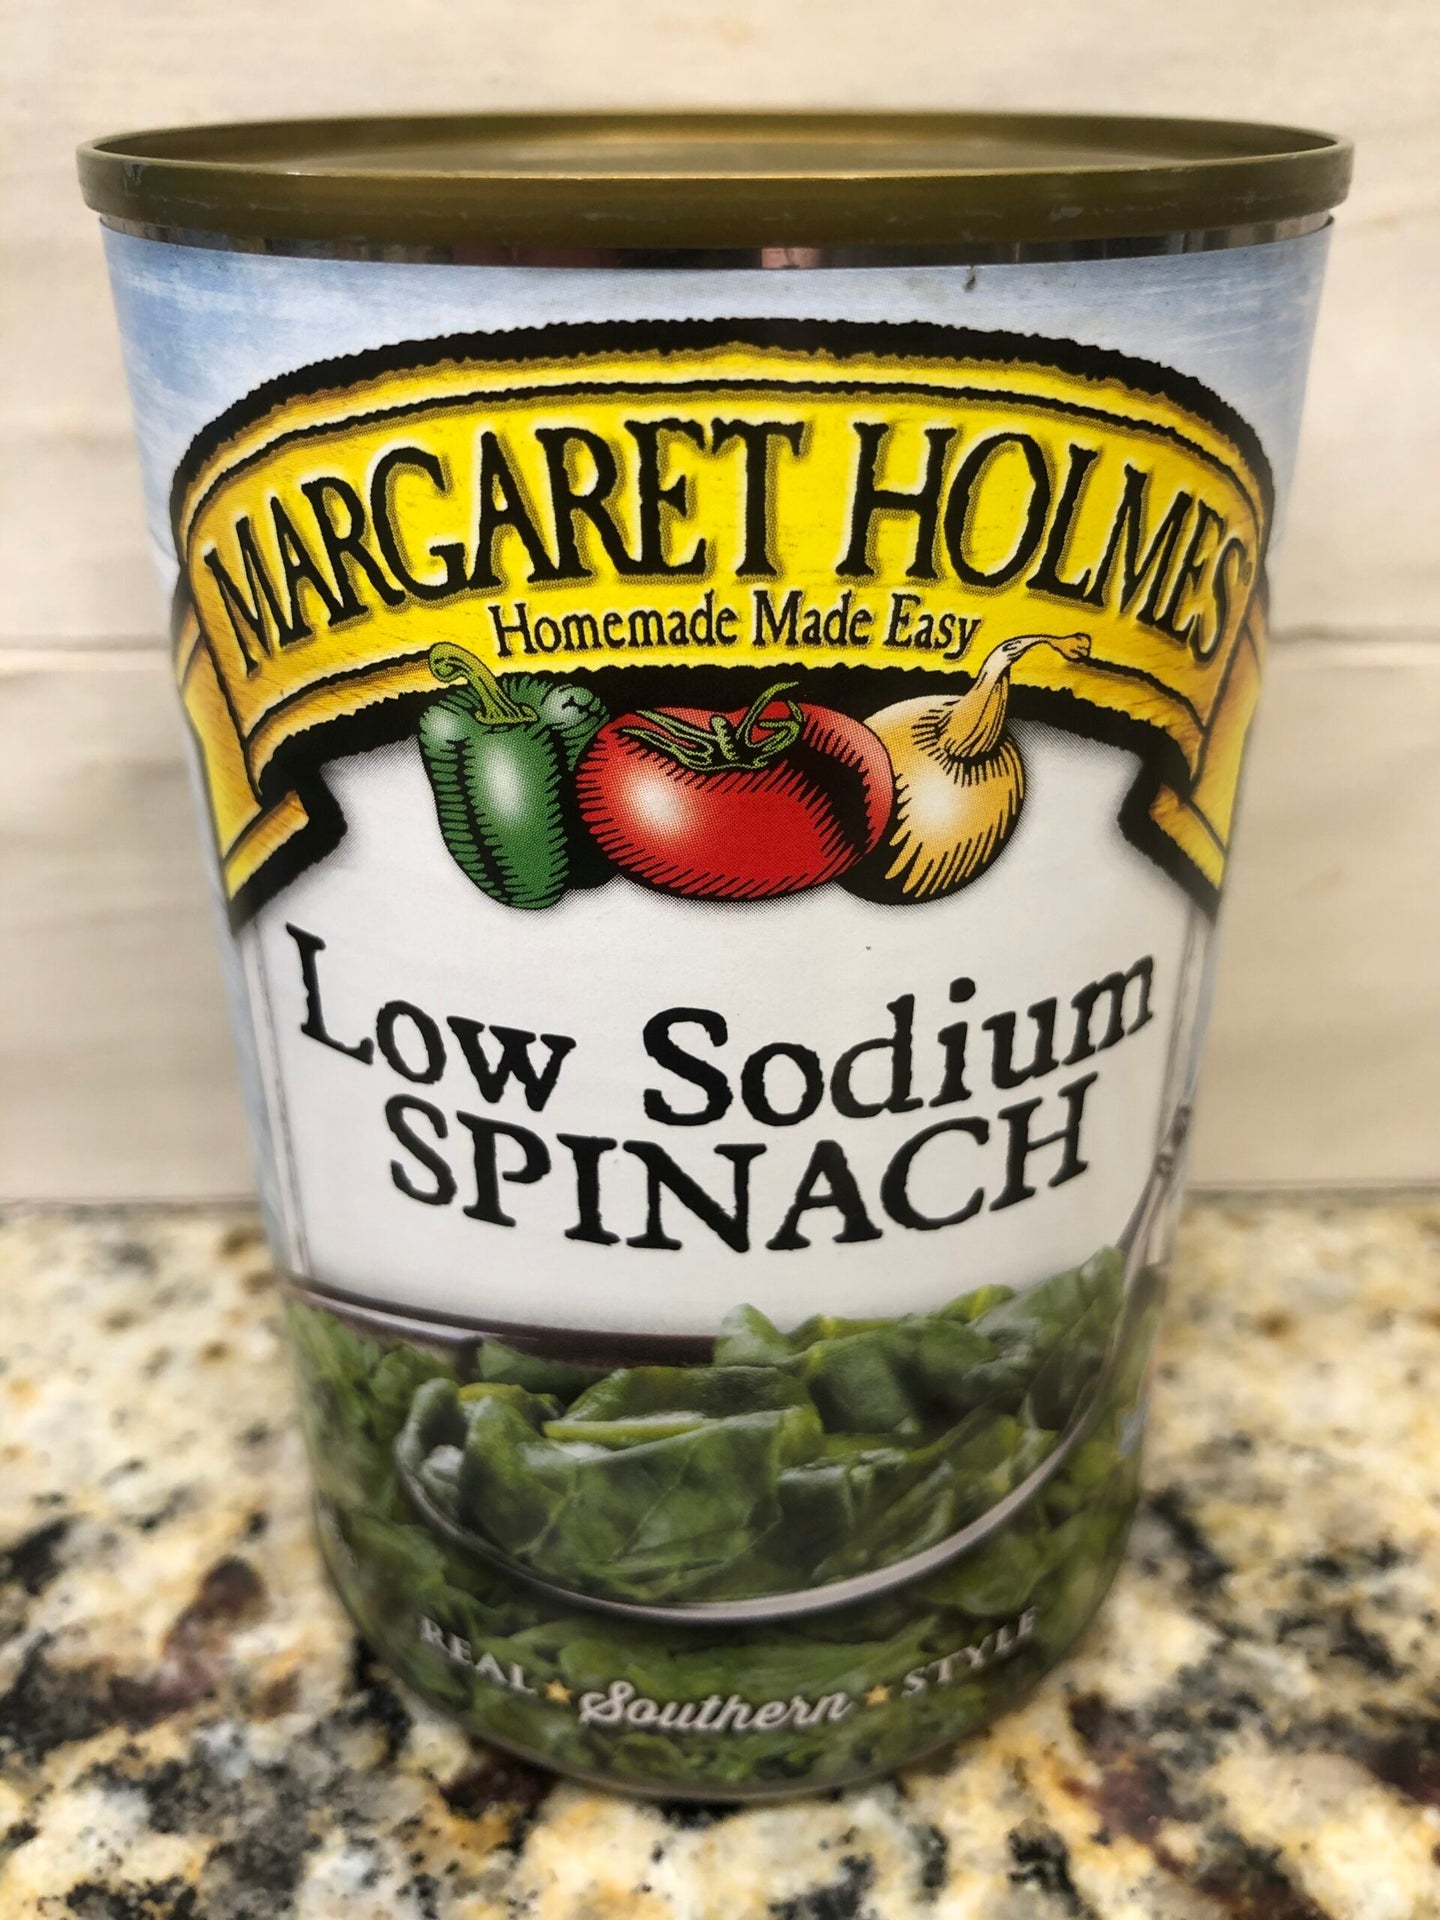 MARGARET HOLMES®
Homemade Made Easy
Low Sodium
SPINACH
REAL ★ Southern ★ STYLE